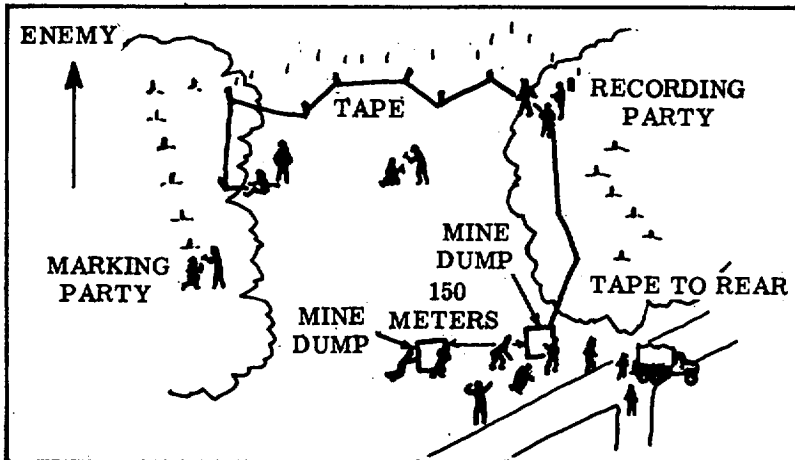 ENEMY
TAPE
RECORDING
PARTY
MARKING
PARTY
MINE
DUMP
150
METERS
MINE
DUMP
TAPE TO REAR